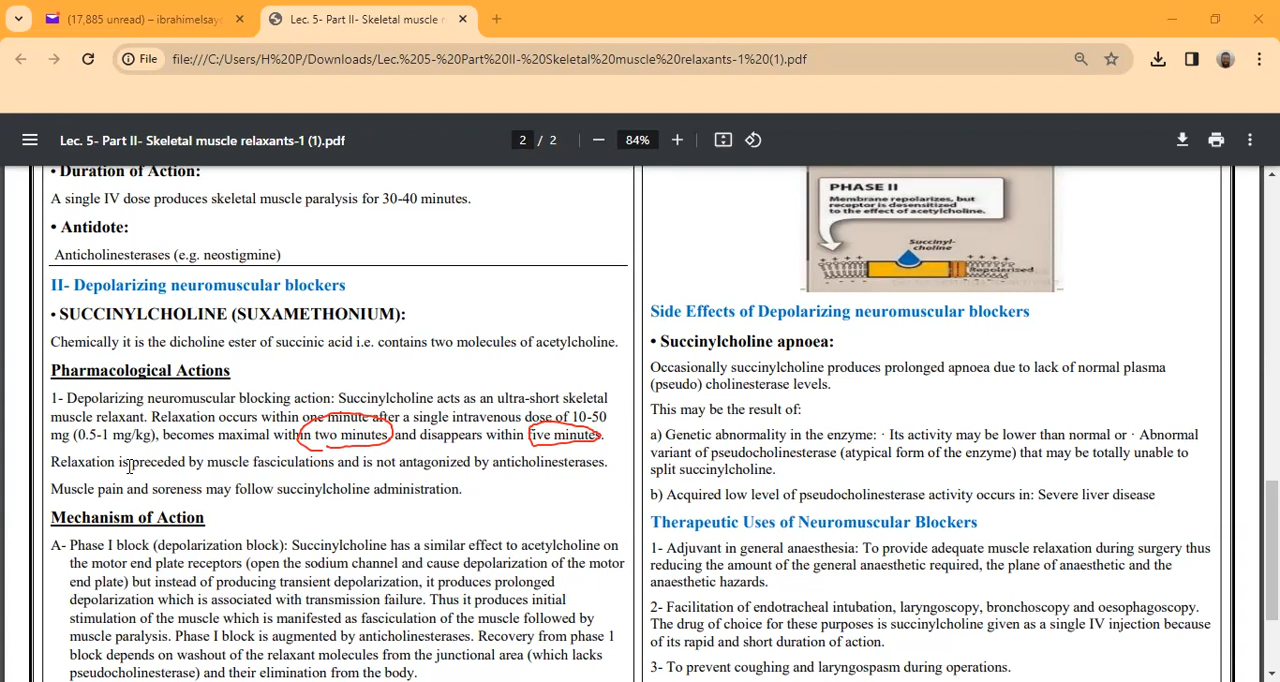 (17,885 unread) – ibrahimelsay
Lec. 5- Part II- Skeletal muscle r
File
file:///C:/Users/H%20P/Downloads/Lec.%205-%20Part%20II-%20Skeletal%20muscle%20relaxants-1%20(1).pdf
Lec. 5- Part II- Skeletal muscle relaxants-1 (1).pdf
2 / 2
84%
• Duration of Action:
A single IV dose produces skeletal muscle paralysis for 30-40 minutes.
• Antidote:
Anticholinesterases (e.g. neostigmine)
II- Depolarizing neuromuscular blockers
• SUCCINYLCHOLINE (SUXAMETHONIUM):
Chemically it is the dicholine ester of succinic acid i.e. contains two molecules of acetylcholine.
Pharmacological Actions
1- Depolarizing neuromuscular blocking action: Succinylcholine acts as an ultra-short skeletal
muscle relaxant. Relaxation occurs within one minute after a single intravenous dose of 10-50
mg (0.5-1 mg/kg), becomes maximal within two minutes, and disappears within five minutes.
Relaxation is preceded by muscle fasciculations and is not antagonized by anticholinesterases.
Muscle pain and soreness may follow succinylcholine administration.
Mechanism of Action
A- Phase I block (depolarization block): Succinylcholine has a similar effect to acetylcholine on
the motor end plate receptors (open the sodium channel and cause depolarization of the motor
end plate) but instead of producing transient depolarization, it produces prolonged
depolarization which is associated with transmission failure. Thus it produces initial
stimulation of the muscle which is manifested as fasciculation of the muscle followed by
muscle paralysis. Phase I block is augmented by anticholinesterases. Recovery from phase 1
block depends on washout of the relaxant molecules from the junctional area (which lacks
pseudocholinesterase) and their elimination from the body.
PHASE II
Membrane repolarizes, but
receptor is desensitized
to the effect of acetylcholine.
Succinyl-
choline
Repolarized
Side Effects of Depolarizing neuromuscular blockers
• Succinylcholine apnoea:
Occasionally succinylcholine produces prolonged apnoea due to lack of normal plasma
(pseudo) cholinesterase levels.
This may be the result of:
a) Genetic abnormality in the enzyme: · Its activity may be lower than normal or · Abnormal
variant of pseudocholinesterase (atypical form of the enzyme) that may be totally unable to
split succinylcholine.
b) Acquired low level of pseudocholinesterase activity occurs in: Severe liver disease
Therapeutic Uses of Neuromuscular Blockers
1- Adjuvant in general anaesthesia: To provide adequate muscle relaxation during surgery thus
reducing the amount of the general anaesthetic required, the plane of anaesthetic and the
anaesthetic hazards.
2- Facilitation of endotracheal intubation, laryngoscopy, bronchoscopy and oesophagoscopy.
The drug of choice for these purposes is succinylcholine given as a single IV injection because
of its rapid and short duration of action.
3- To prevent coughing and laryngospasm during operations.